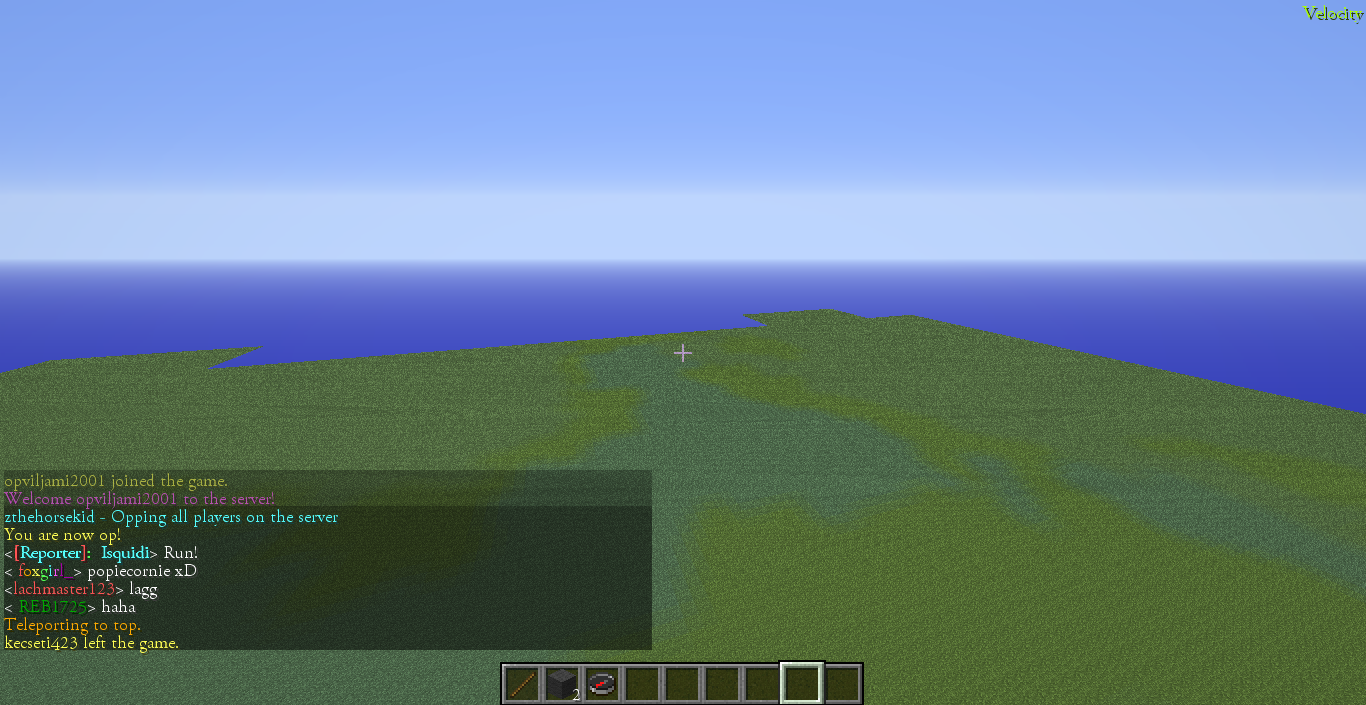 Velocity
opviljami2001 joined the game.
Welcome opviljami2001 to the server!
zthehorsekid - Opping all players on the server
You are now op!
<[Reporter]: Isquidi> Run!
< foxgirl_> popiecornie xD
<lachmaster123> lagg
< REB1725> haha
Teleporting to top.
kecseti423 left the game.
2